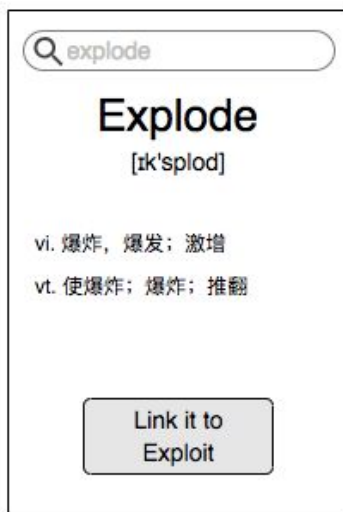 explode
Explode
[ɪk'splod]
vi. 爆炸，爆发；激增
vt. 使爆炸；爆炸；推翻
Link it to
Exploit